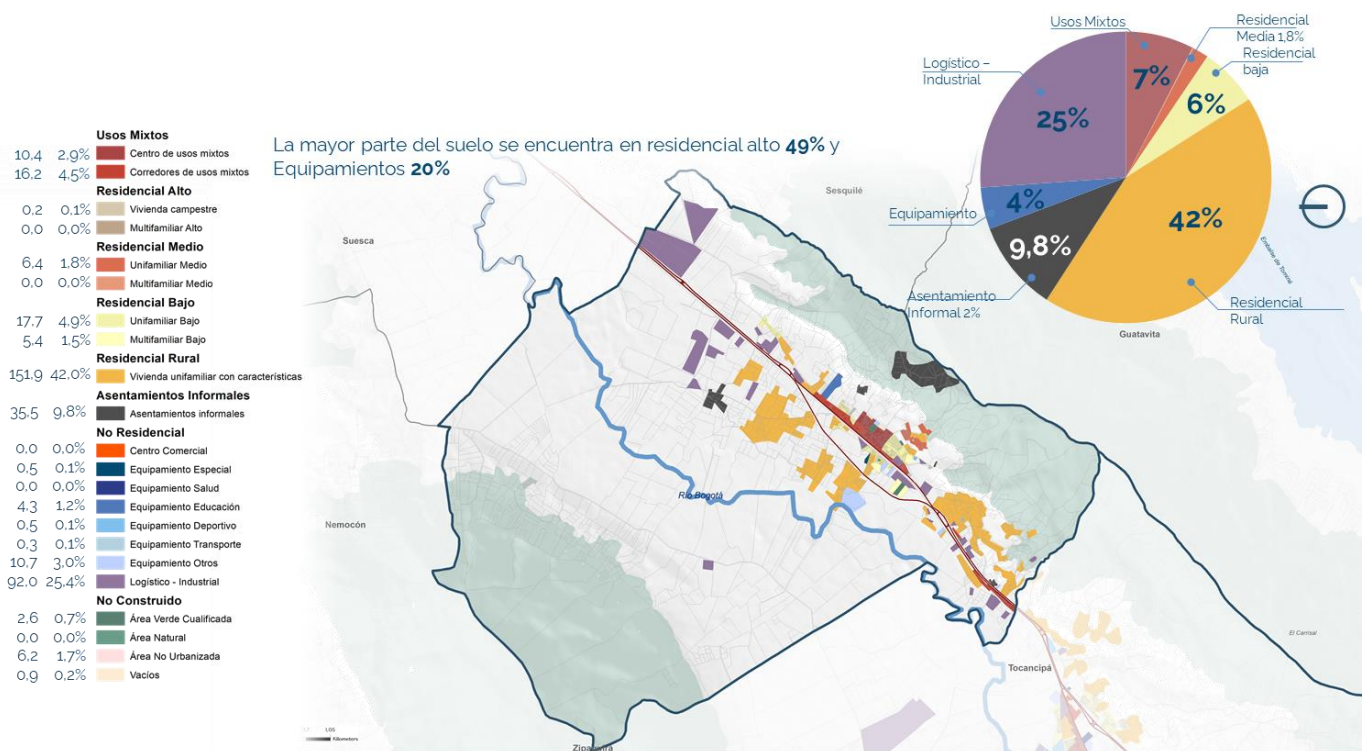 Usos Mixtos
Residencial
Media 1,8%
Residencial
baja
Logístico –
Industrial
7%
6%
25%
Equipamiento
4%
42%
9,8%
Asentamiento
Informal 2%
Residencial
Rural
La mayor parte del suelo se encuentra en residencial alto 49% y
Equipamientos 20%
Usos Mixtos
10.4 2.9% Centro de usos mixtos
16.2 4.5% Corredores de usos mixtos
Residencial Alto
0.2 0.1% Vivienda campestre
0.0 0.0% Multifamiliar Alto
Residencial Medio
6.4 1.8% Unifamiliar Medio
0.0 0.0% Multifamiliar Medio
Residencial Bajo
17.7 4.9% Unifamiliar Bajo
5.4 1.5% Multifamiliar Bajo
Residencial Rural
151.9 42.0% Vivienda unifamiliar con características
Asentamientos Informales
35.5 9.8% Asentamientos informales
No Residencial
0.0 0.0% Centro Comercial
0.5 0.1% Equipamiento Especial
0.0 0.0% Equipamiento Salud
4.3 1.2% Equipamiento Educación
0.5 0.1% Equipamiento Deportivo
0.3 0.1% Equipamiento Transporte
10.7 3.0% Equipamiento Otros
92.0 25.4% Logístico - Industrial
No Construido
2.6 0.7% Área Verde Cualificada
0.0 0.0% Área Natural
6.2 1.7% Área No Urbanizada
0.9 0.2% Vacíos
Suesca
Sesquilé
Guatavita
Nemocón
Río Bogotá
El Carrisal
Tocancipá
Zipaquirá
Kilometers